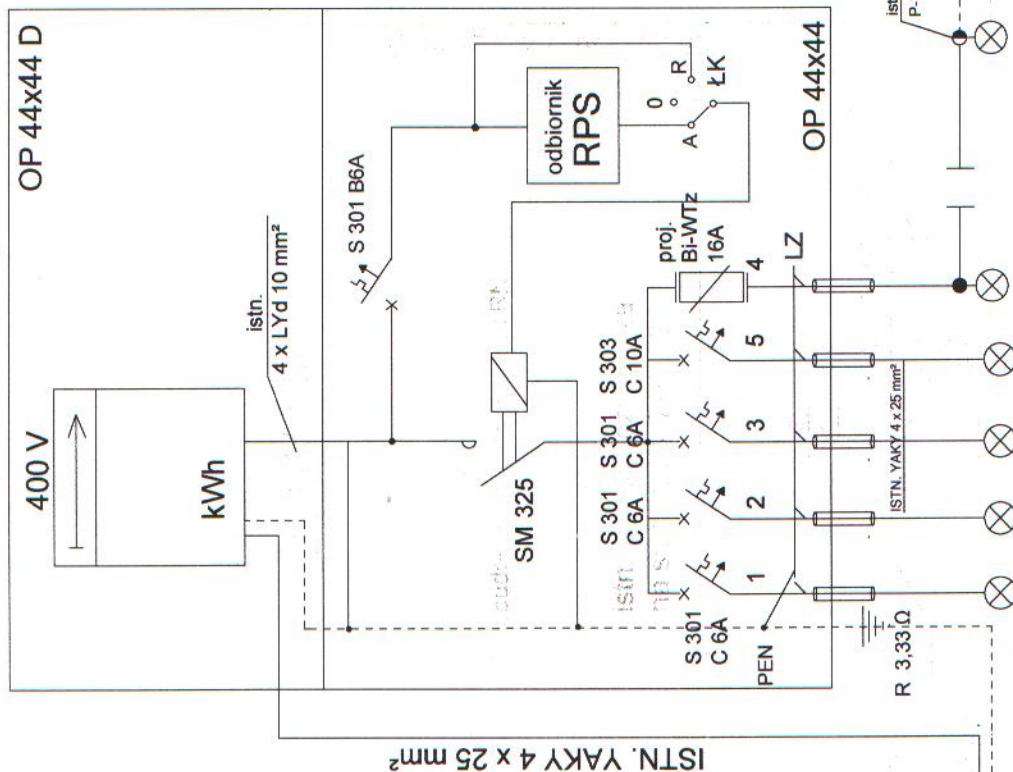 OP 44x44 D
400 V
kWh
istn.
4 x LYd 10 mm²
S 301 B6A
odbiornik
RPS
A
0
R
ŁK
OP 44x44
SM 325
proj.
Bi-WTz
16A
4
LZ
S 303
C 10A
5
S 301
C 6A
3
S 301
C 6A
2
S 301
C 6A
1
PEN
R 3,33 Ω
ISTN. YAKY 4 x 25 mm²
ISTN. YAKY 4 x 25 mm²
istn